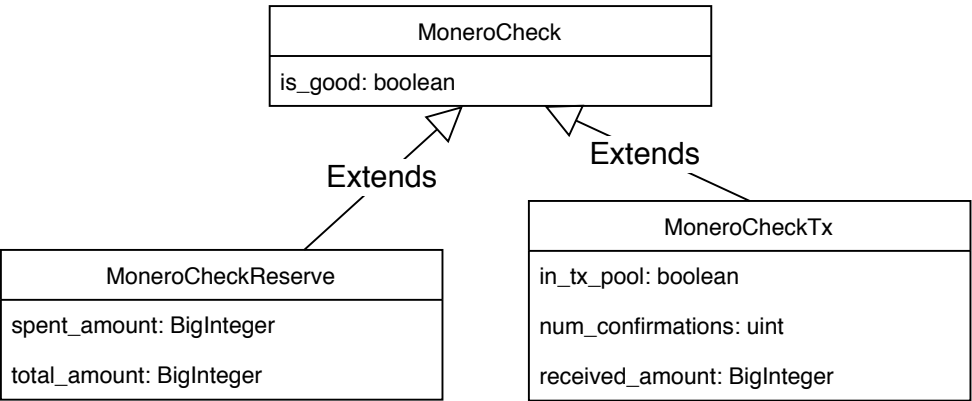 MoneroCheck
is_good: boolean
Extends
Extends
MoneroCheckReserve
spent_amount: BigInteger
total_amount: BigInteger
MoneroCheckTx
in_tx_pool: boolean
num_confirmations: uint
received_amount: BigInteger